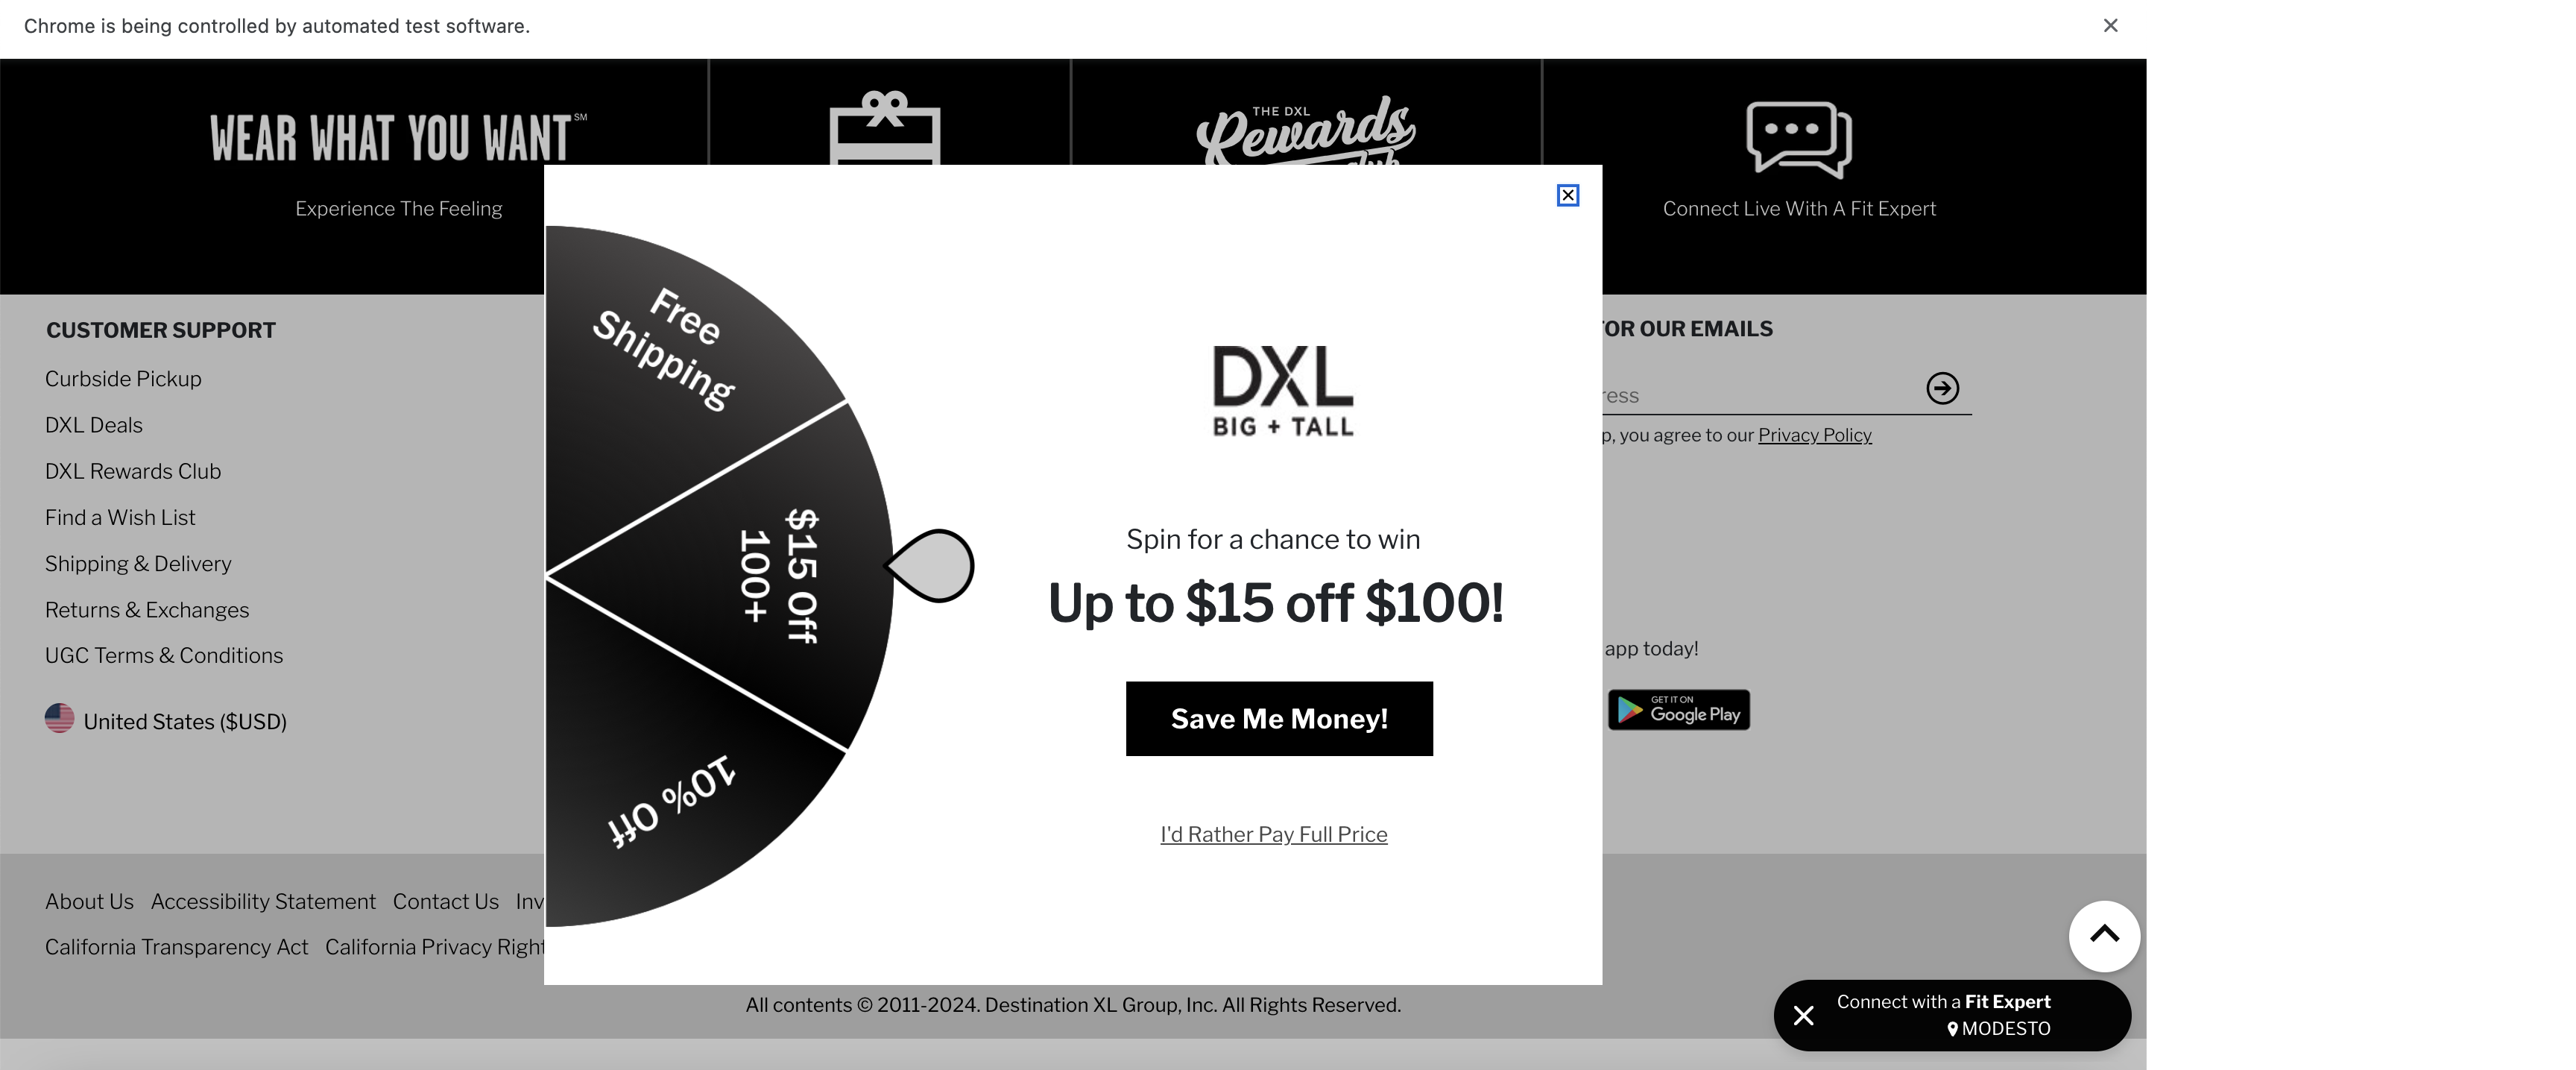 Chrome is being controlled by automated test software.
WEAR WHAT YOU WANT℠
Experience The Feeling
THE DXL
Rewards
club
Connect Live With A Fit Expert
CUSTOMER SUPPORT
Curbside Pickup
DXL Deals
DXL Rewards Club
Find a Wish List
Shipping & Delivery
Returns & Exchanges
UGC Terms & Conditions
United States ($USD)
Free
Shipping
$15 Off
100+
10% Off
DXL
BIG + TALL
Spin for a chance to win
Up to $15 off $100!
Save Me Money!
I'd Rather Pay Full Price
FOR OUR EMAILS
ress
p, you agree to our Privacy Policy
app today!
GET IT ON
Google Play
About Us Accessibility Statement Contact Us Inv
California Transparency Act California Privacy Right
All contents © 2011-2024. Destination XL Group, Inc. All Rights Reserved.
Connect with a Fit Expert
MODESTO